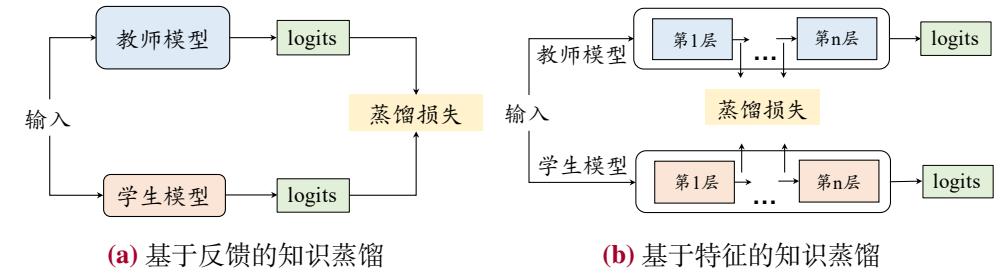 教师模型
logits
输入
蒸馏损失
学生模型
logits
(a) 基于反馈的知识蒸馏
教师模型
第1层
...
第n层
logits
输入
蒸馏损失
学生模型
第1层
...
第n层
logits
(b) 基于特征的知识蒸馏